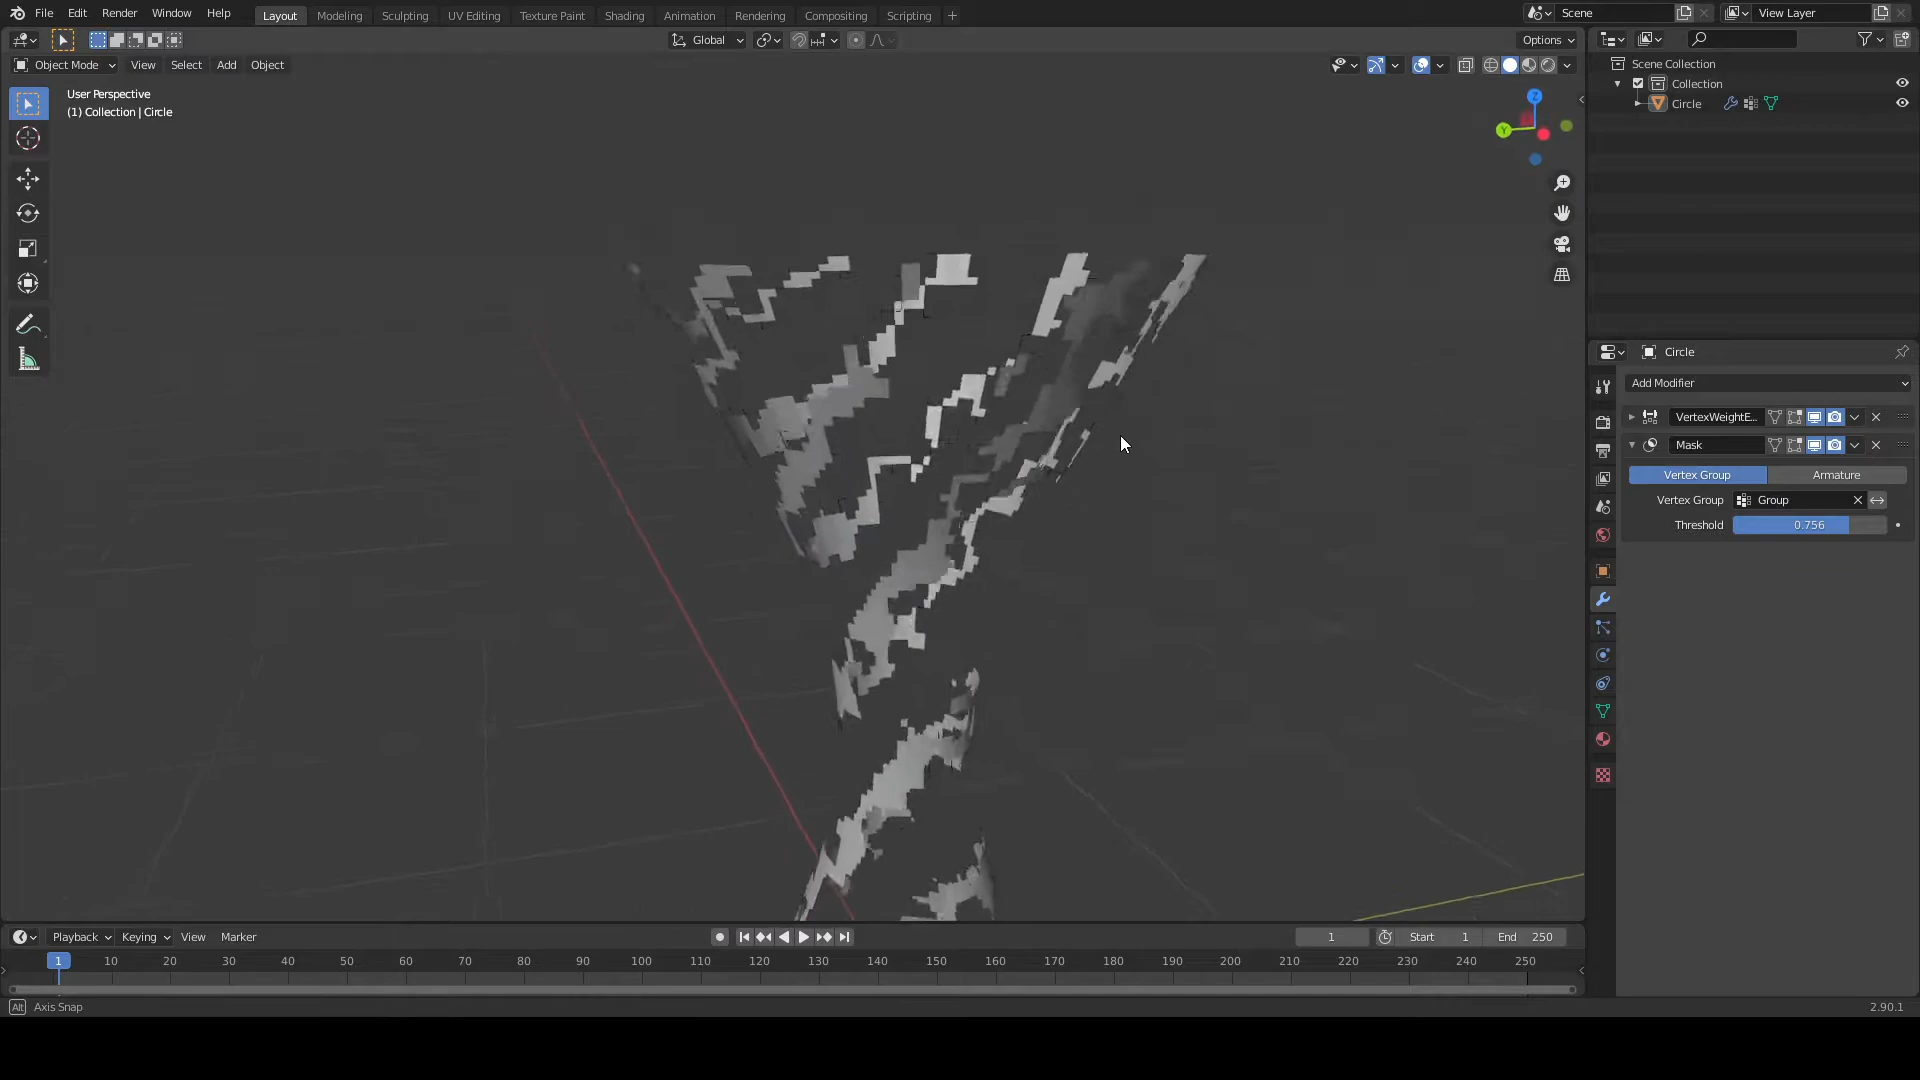 File Edit Render Window Help
Layout Modeling Sculpting UV Editing Texture Paint Shading Animation Rendering Compositing Scripting +
Scene
View Layer
Global
Options
Object Mode View Select Add Object
User Perspective
(1) Collection | Circle
Z
Y
Scene Collection
Collection
Circle
Circle
Add Modifier
VertexWeightE...
Mask
Vertex Group Armature
Vertex Group Group
Threshold 0.756
Playback Keying View Marker
1 Start 1 End 250
1 10 20 30 40 50 60 70 80 90 100 110 120 130 140 150 160 170 180 190 200 210 220 230 240 250
Alt Axis Snap
2.90.1